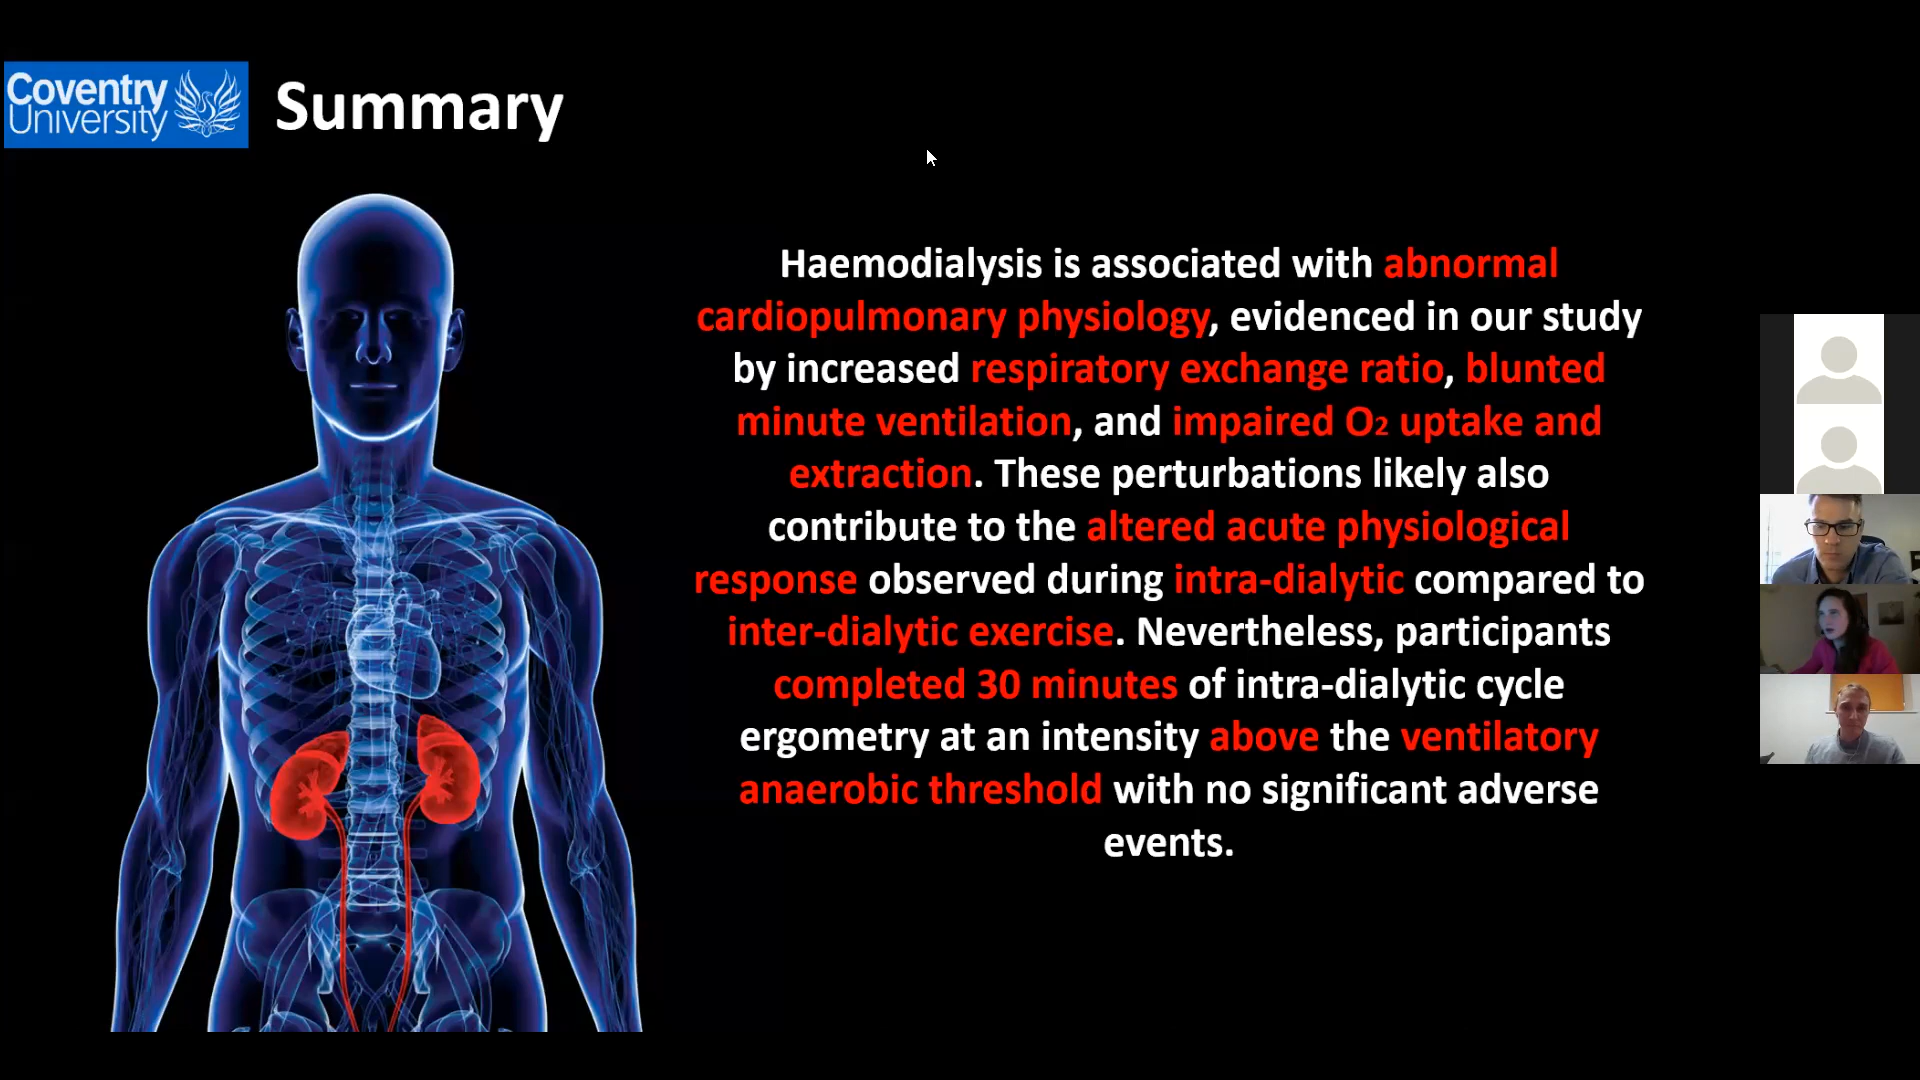 Coventry
University
Summary
Haemodialysis is associated with abnormal
cardiopulmonary physiology, evidenced in our study
by increased respiratory exchange ratio, blunted
minute ventilation, and impaired O2 uptake and
extraction. These perturbations likely also
contribute to the altered acute physiological
response observed during intra-dialytic compared to
inter-dialytic exercise. Nevertheless, participants
completed 30 minutes of intra-dialytic cycle
ergometry at an intensity above the ventilatory
anaerobic threshold with no significant adverse
events.